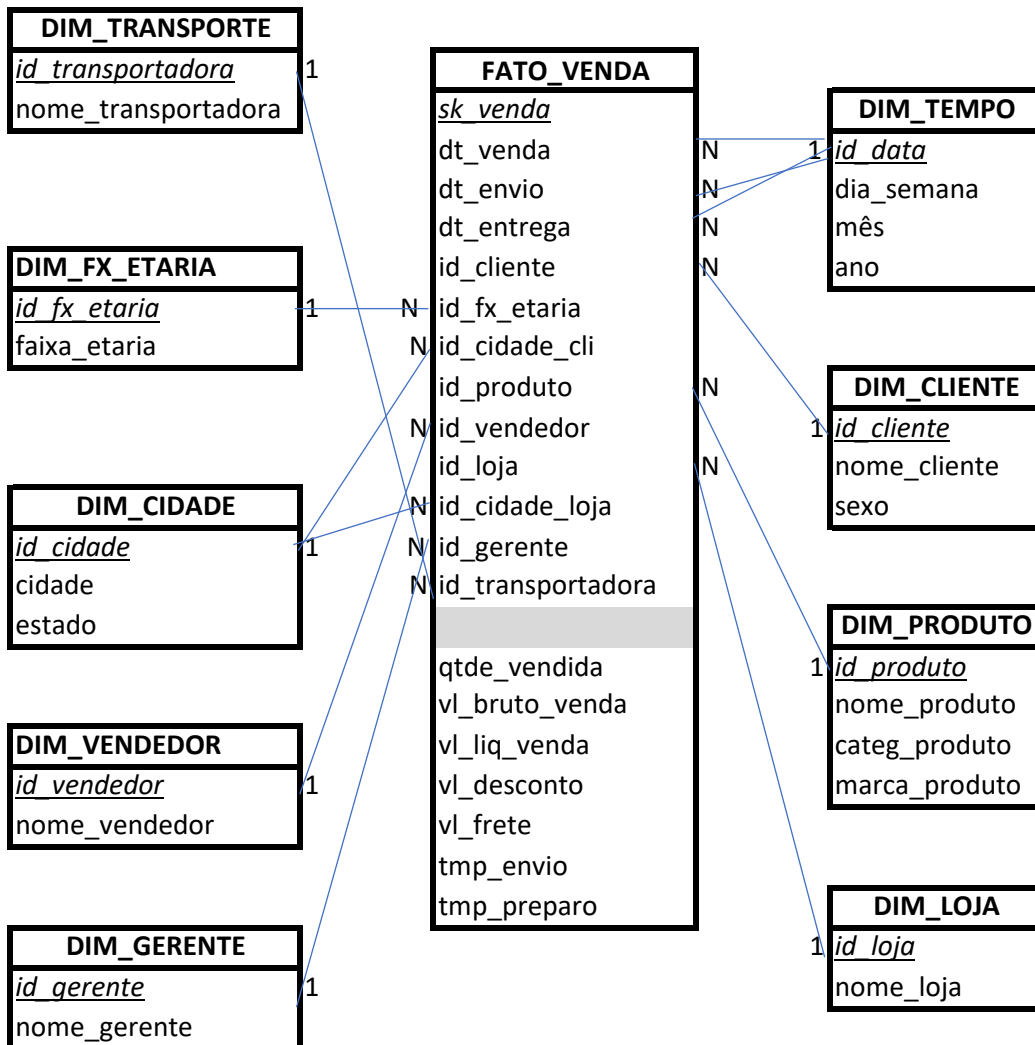 DIM_TRANSPORTE
id_transportadora
1
nome_transportadora
DIM_FX_ETARIA
id_fx_etaria
1
faixa_etaria
DIM_CIDADE
id_cidade
1
cidade
estado
DIM_VENDEDOR
id_vendedor
1
nome_vendedor
DIM_GERENTE
id_gerente
1
nome_gerente
FATO_VENDA
sk_venda
dt_venda N
dt_envio N
dt_entrega N
id_cliente N
N id_fx_etaria
N id_cidade_cli
id_produto N
N id_vendedor
id_loja N
N id_cidade_loja
N id_gerente
N id_transportadora
qtde_vendida
vl_bruto_venda
vl_liq_venda
vl_desconto
vl_frete
tmp_envio
tmp_preparo
DIM_TEMPO
1 id_data
dia_semana
mês
ano
DIM_CLIENTE
1 id_cliente
nome_cliente
sexo
DIM_PRODUTO
1 id_produto
nome_produto
categ_produto
marca_produto
DIM_LOJA
1 id_loja
nome_loja